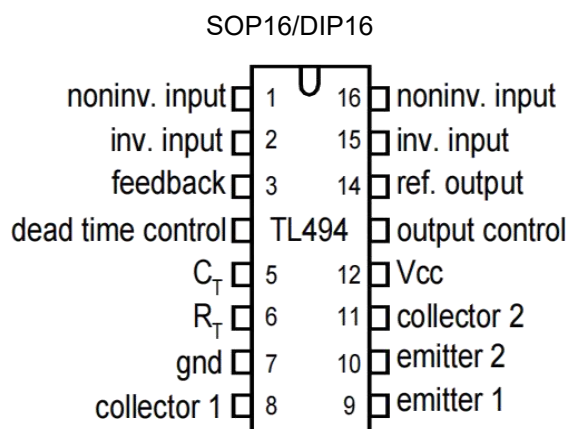 SOP16/DIP16
noninv. input 1 16 noninv. input
inv. input 2 15 inv. input
feedback 3 14 ref. output
dead time control TL494 output control
C_T 5 12 Vcc
R_T 6 11 collector 2
gnd 7 10 emitter 2
collector 1 8 9 emitter 1